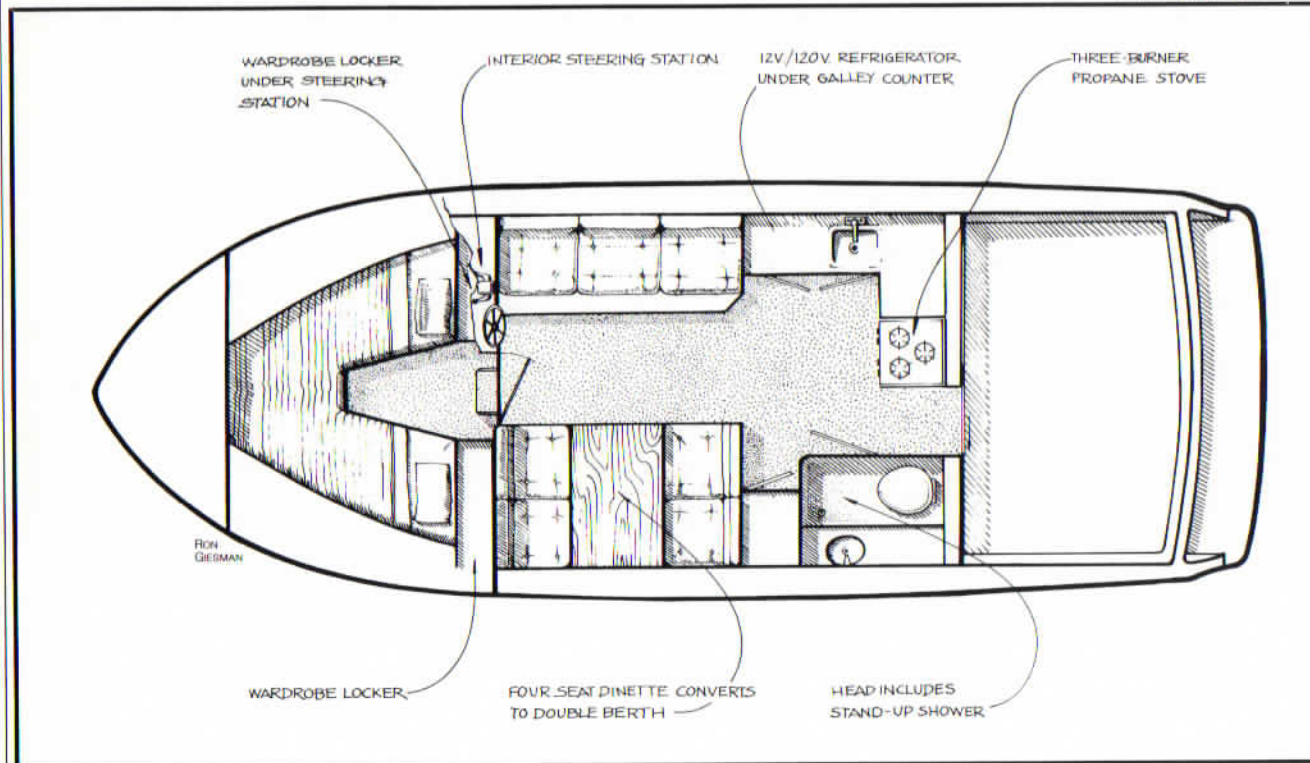 WARDROBE LOCKER
UNDER STEERING
STATION
INTERIOR STEERING STATION
12V/120V REFRIGERATOR
UNDER GALLEY COUNTER
THREE-BURNER
PROPANE STOVE
RON
GIESMAN
WARDROBE LOCKER
FOUR SEAT DINETTE CONVERTS
TO DOUBLE BERTH
HEAD INCLUDES
STAND-UP SHOWER